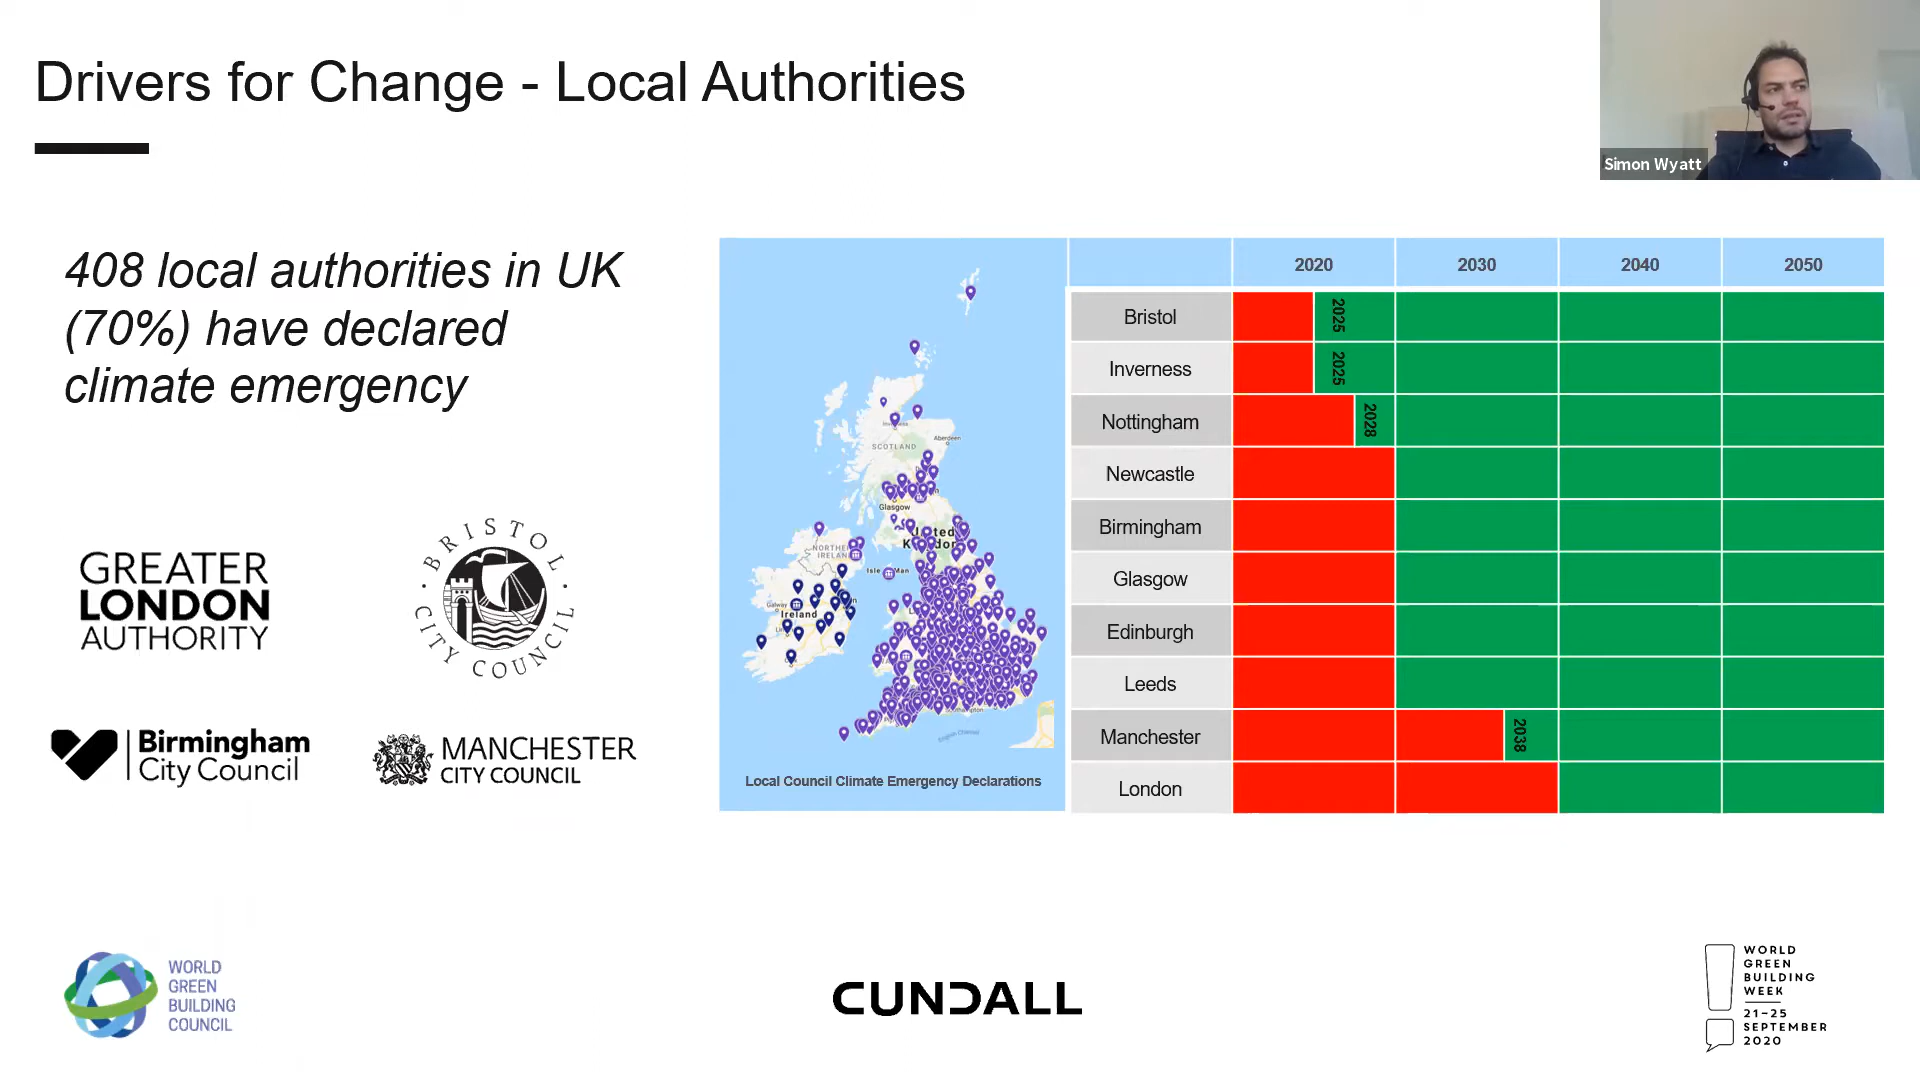 Drivers for Change - Local Authorities
Simon Wyatt
408 local authorities in UK
(70%) have declared
climate emergency
GREATER
LONDON
AUTHORITY
· BRISTOL ·
CITY COUNCIL
Birmingham
City Council
MANCHESTER
CITY COUNCIL
SCOTLAND
Aberdeen
Glasgow
Isle Man
Galway
Ireland
English Channel
Local Council Climate Emergency Declarations
2020 2030 2040 2050
Bristol 2025
Inverness 2025
Nottingham 2028
Newcastle
Birmingham
Glasgow
Edinburgh
Leeds
Manchester 2038
London
WORLD
GREEN
BUILDING
COUNCIL
CUNDALL
WORLD
GREEN
BUILDING
WEEK
21–25
SEPTEMBER
2020